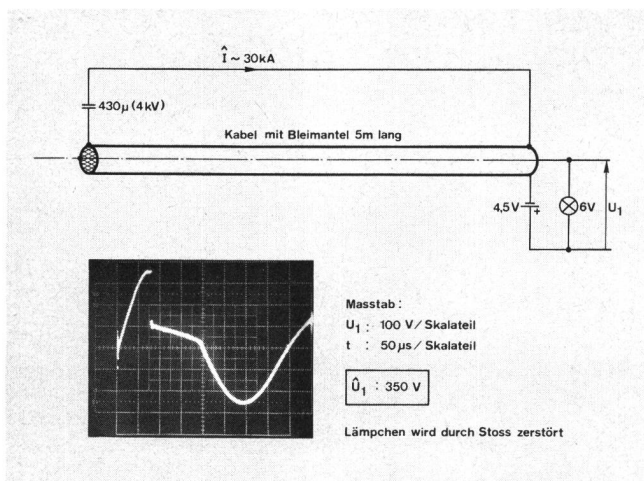 Î ~ 30kA
430µ (4kV)
Kabel mit Bleimantel 5m lang
4,5V
+
6V
U₁
Masstab :
U₁ : 100 V / Skalateil
t : 50 µs / Skalateil
Û₁ : 350 V
Lämpchen wird durch Stoss zerstört